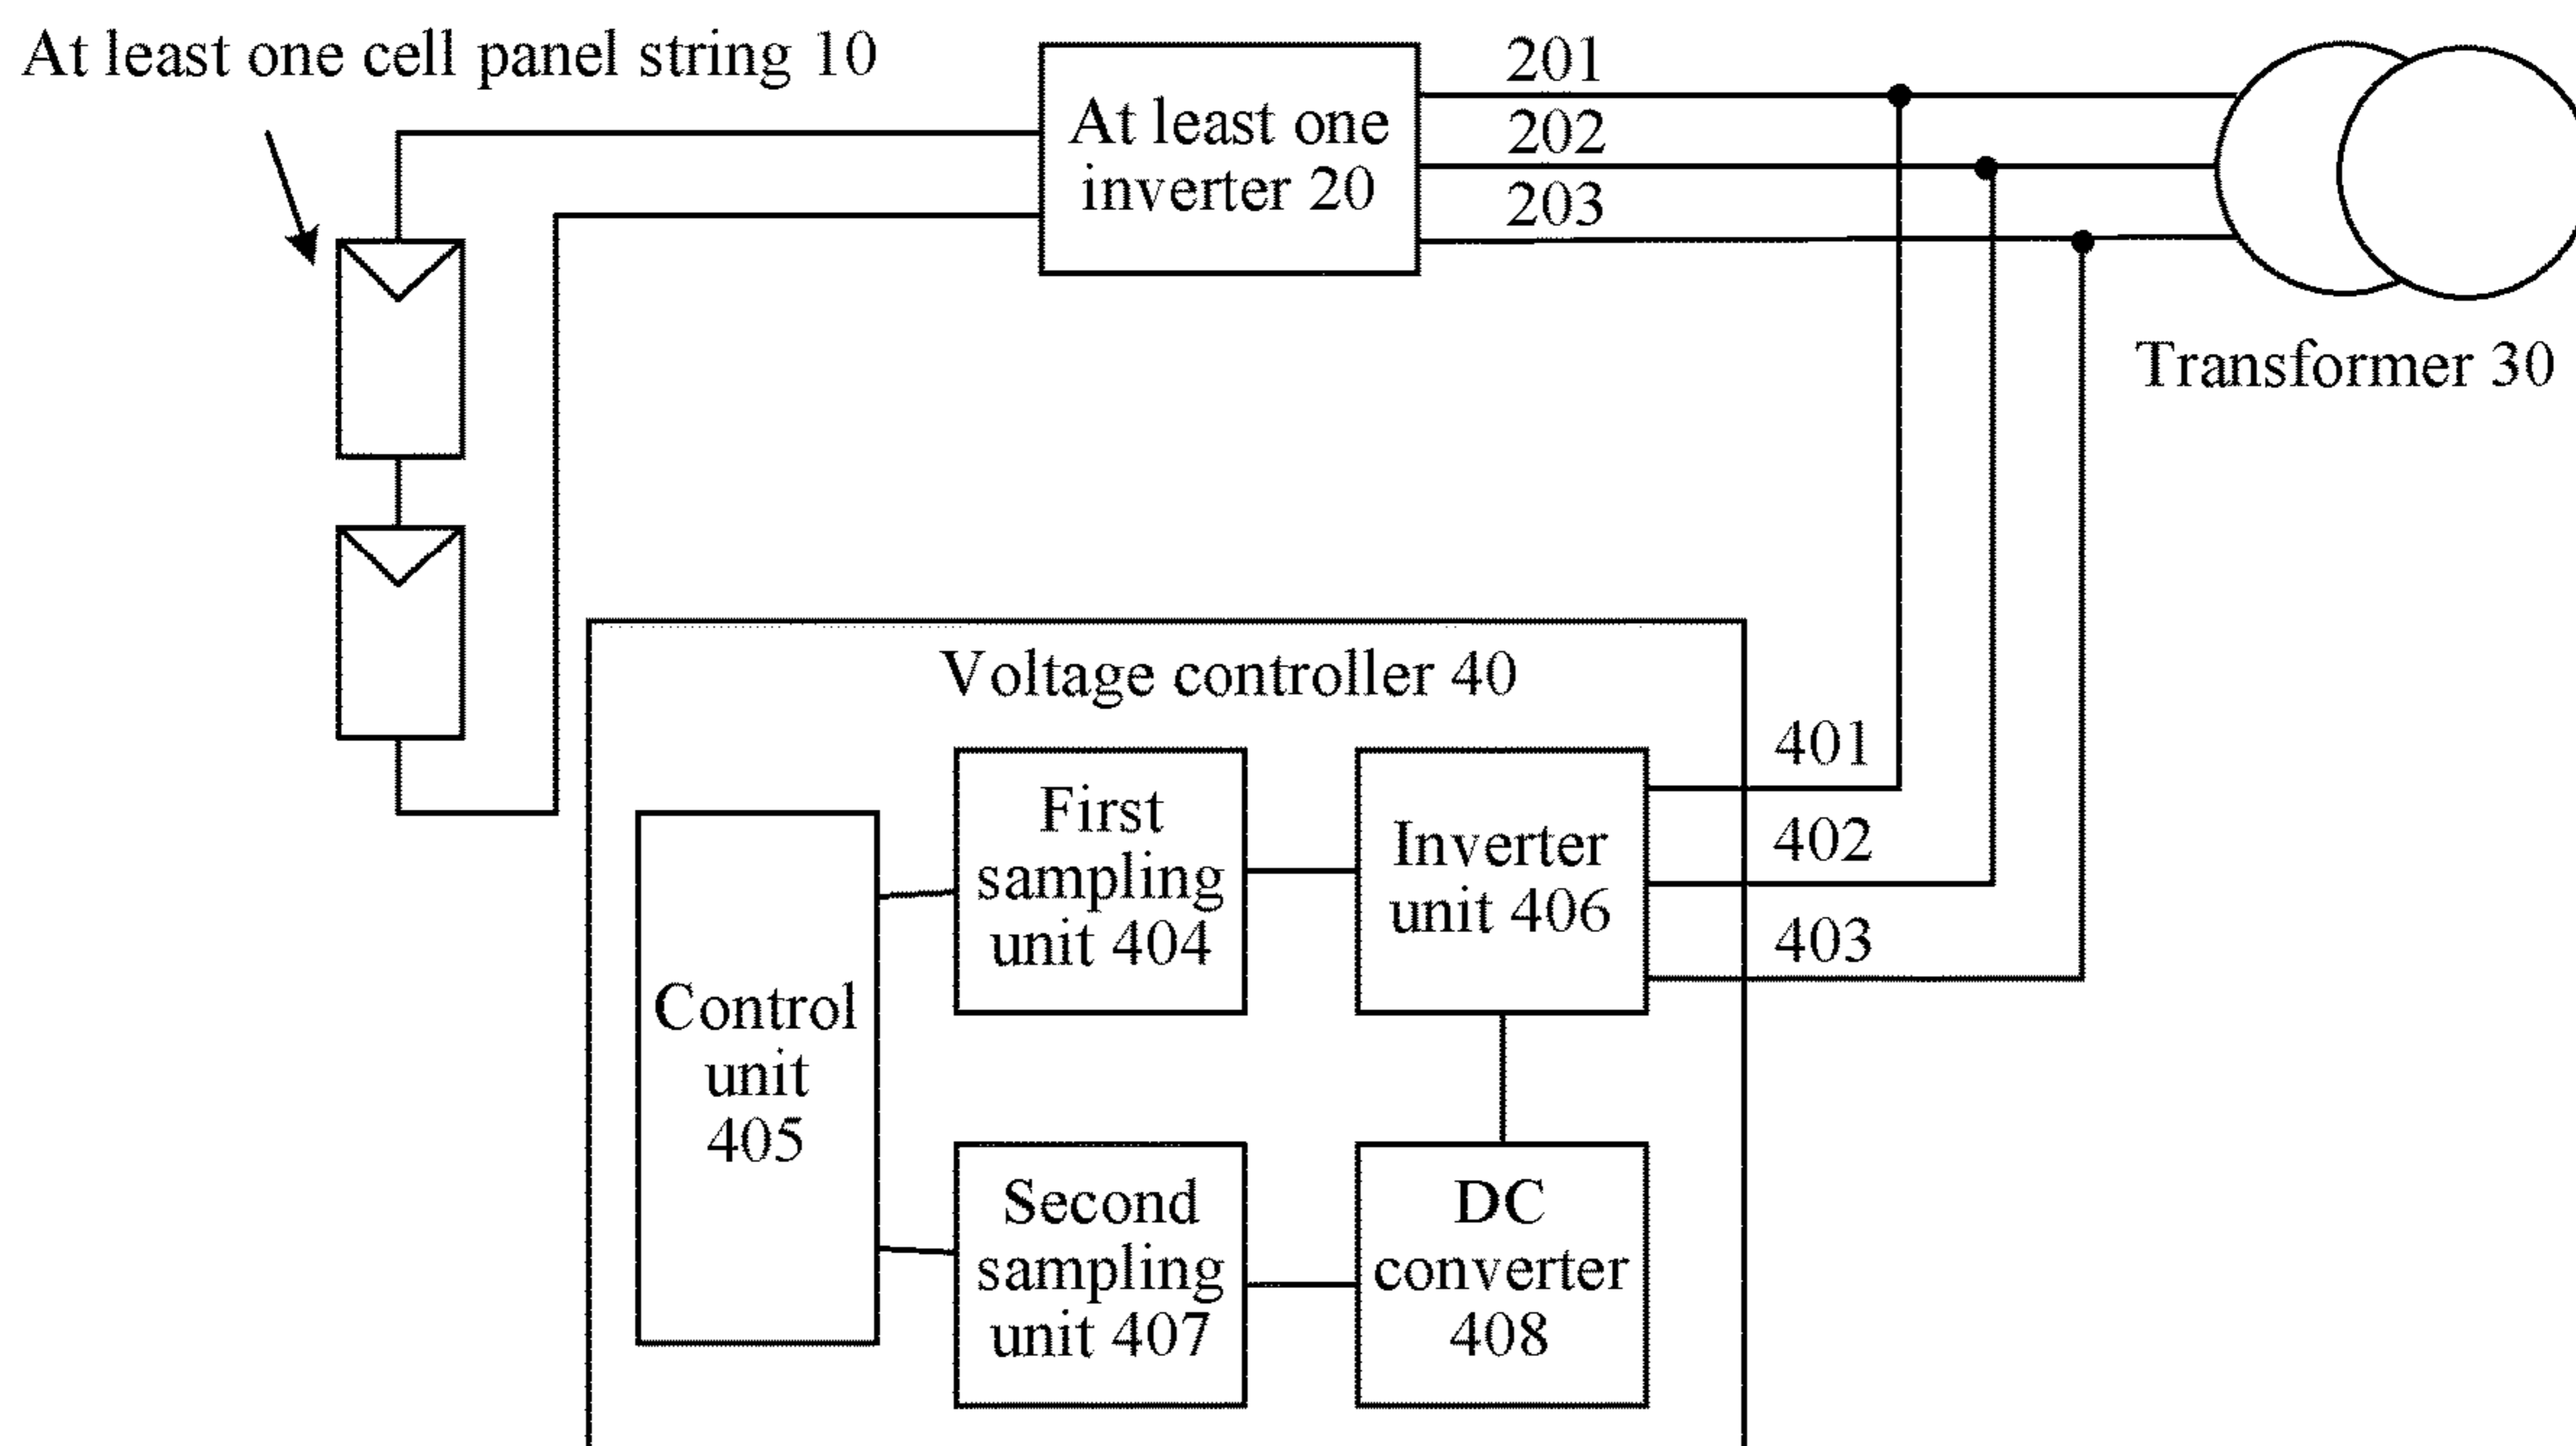 At least one cell panel string 10
At least one
inverter 20
201
202
203
Transformer 30
Voltage controller 40
401
402
403
First
sampling
unit 404
Inverter
unit 406
Control
unit
405
Second
sampling
unit 407
DC
converter
408